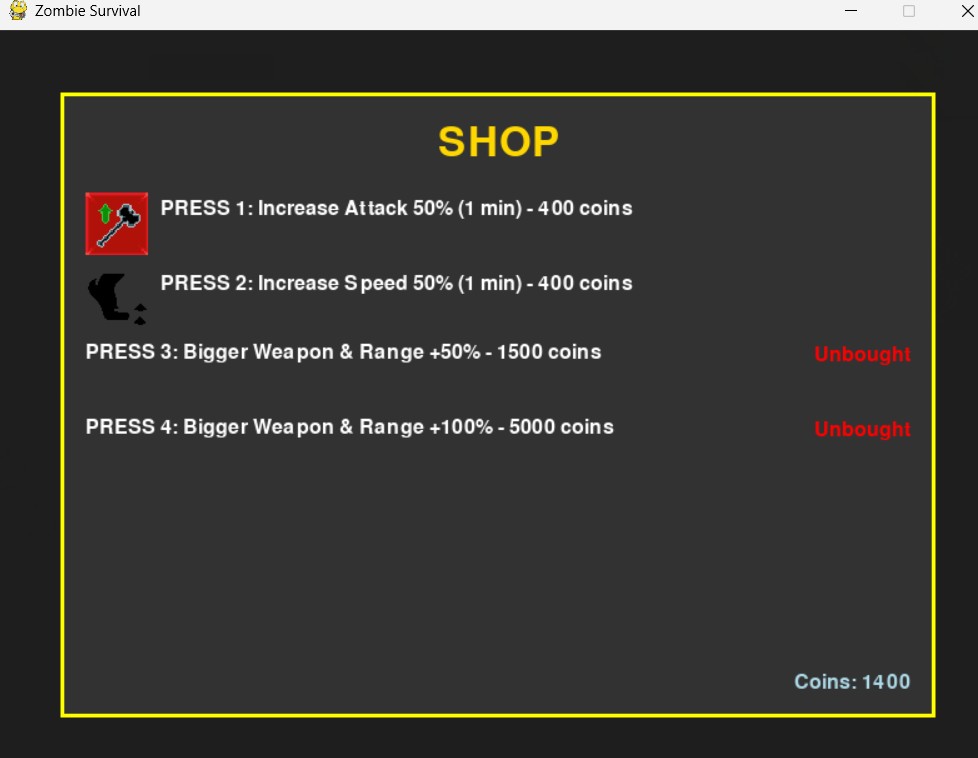 Zombie Survival
SHOP
PRESS 1: Increase Attack 50% (1 min) - 400 coins
PRESS 2: Increase Speed 50% (1 min) - 400 coins
PRESS 3: Bigger Weapon & Range +50% - 1500 coins
Unbought
PRESS 4: Bigger Weapon & Range +100% - 5000 coins
Unbought
Coins: 1400